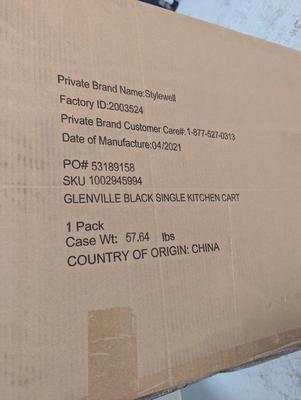 Private Brand Name:Stylewell
Factory ID:2003524
Private Brand Customer Care#:1-877-527-0313
Date of Manufacture:04/2021
PO# 53189158
SKU 1002945994
GLENVILLE BLACK SINGLE KITCHEN CART
1 Pack
Case Wt: 57.64 lbs
COUNTRY OF ORIGIN: CHINA